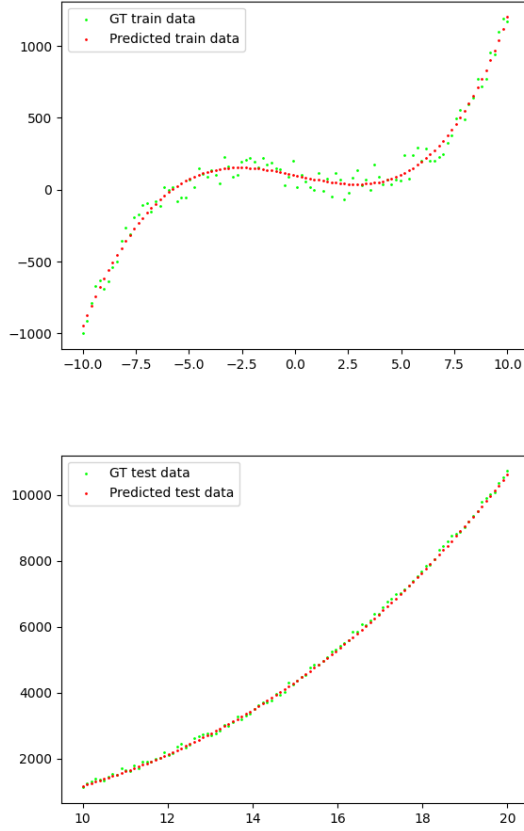 GT train data
Predicted train data
1000
500
0
−500
−1000
−10.0 −7.5 −5.0 −2.5 0.0 2.5 5.0 7.5 10.0
GT test data
Predicted test data
10000
8000
6000
4000
2000
10 12 14 16 18 20